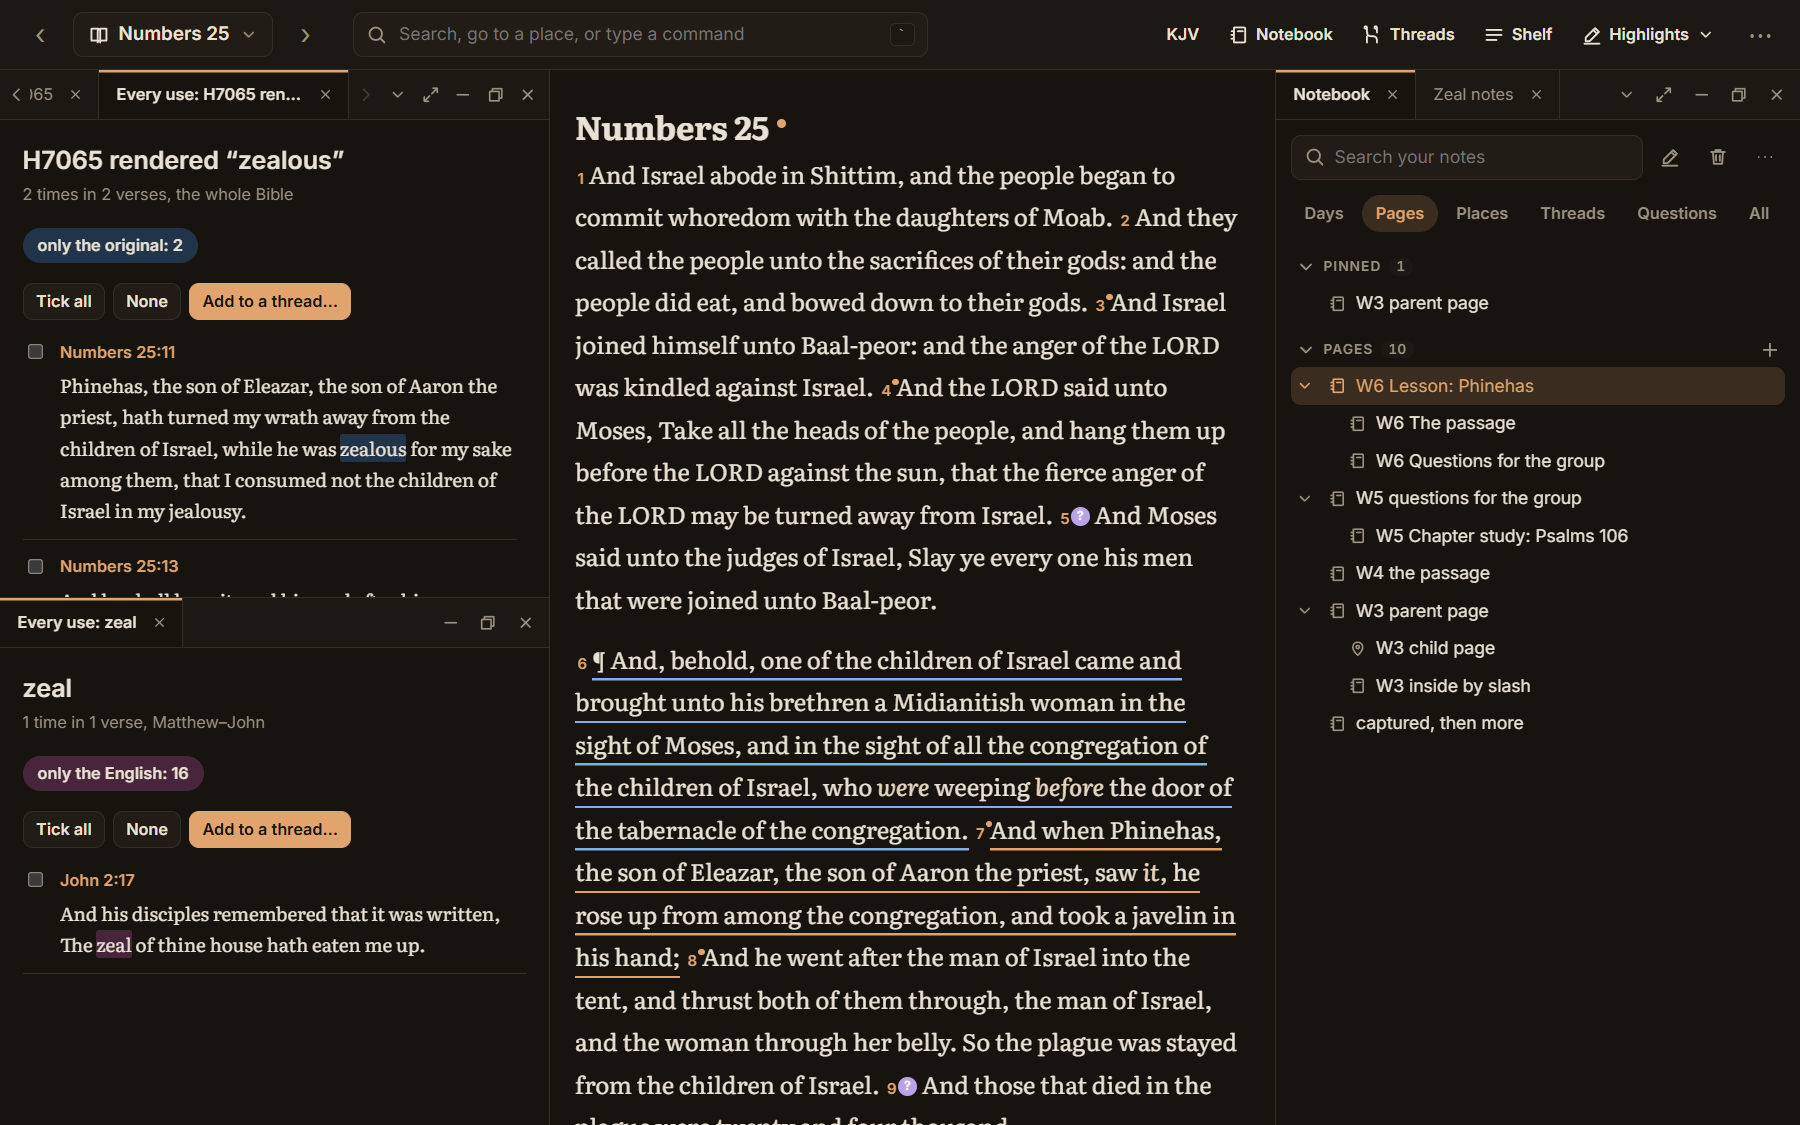 Numbers 25
Search, go to a place, or type a command
`
KJV
Notebook
Threads
Shelf
Highlights
065
Every use: H7065 ren...
H7065 rendered “zealous”
2 times in 2 verses, the whole Bible
only the original: 2
Tick all
None
Add to a thread...
Numbers 25:11
Phinehas, the son of Eleazar, the son of Aaron the
priest, hath turned my wrath away from the
children of Israel, while he was zealous for my sake
among them, that I consumed not the children of
Israel in my jealousy.
Numbers 25:13
Every use: zeal
zeal
1 time in 1 verse, Matthew–John
only the English: 16
Tick all
None
Add to a thread...
John 2:17
And his disciples remembered that it was written,
The zeal of thine house hath eaten me up.
Numbers 25
1 And Israel abode in Shittim, and the people began to
commit whoredom with the daughters of Moab. 2 And they
called the people unto the sacrifices of their gods: and the
people did eat, and bowed down to their gods. 3 And Israel
joined himself unto Baal-peor: and the anger of the LORD
was kindled against Israel. 4 And the LORD said unto
Moses, Take all the heads of the people, and hang them up
before the LORD against the sun, that the fierce anger of
the LORD may be turned away from Israel. 5 ? And Moses
said unto the judges of Israel, Slay ye every one his men
that were joined unto Baal-peor.
6 ¶ And, behold, one of the children of Israel came and
brought unto his brethren a Midianitish woman in the
sight of Moses, and in the sight of all the congregation of
the children of Israel, who were weeping before the door of
the tabernacle of the congregation. 7 And when Phinehas,
the son of Eleazar, the son of Aaron the priest, saw it, he
rose up from among the congregation, and took a javelin in
his hand; 8 And he went after the man of Israel into the
tent, and thrust both of them through, the man of Israel,
and the woman through her belly. So the plague was stayed
from the children of Israel. 9 ? And those that died in the
plague were twenty and four thousand.
Notebook
Zeal notes
Search your notes
Days
Pages
Places
Threads
Questions
All
PINNED 1
W3 parent page
PAGES 10
W6 Lesson: Phinehas
W6 The passage
W6 Questions for the group
W5 questions for the group
W5 Chapter study: Psalms 106
W4 the passage
W3 parent page
W3 child page
W3 inside by slash
captured, then more